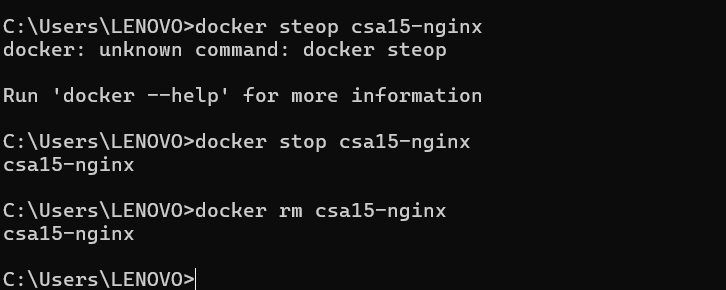 C:\Users\LENOVO>docker steop csa15-nginx
docker: unknown command: docker steop
Run 'docker --help' for more information
C:\Users\LENOVO>docker stop csa15-nginx
csa15-nginx
C:\Users\LENOVO>docker rm csa15-nginx
csa15-nginx
C:\Users\LENOVO>